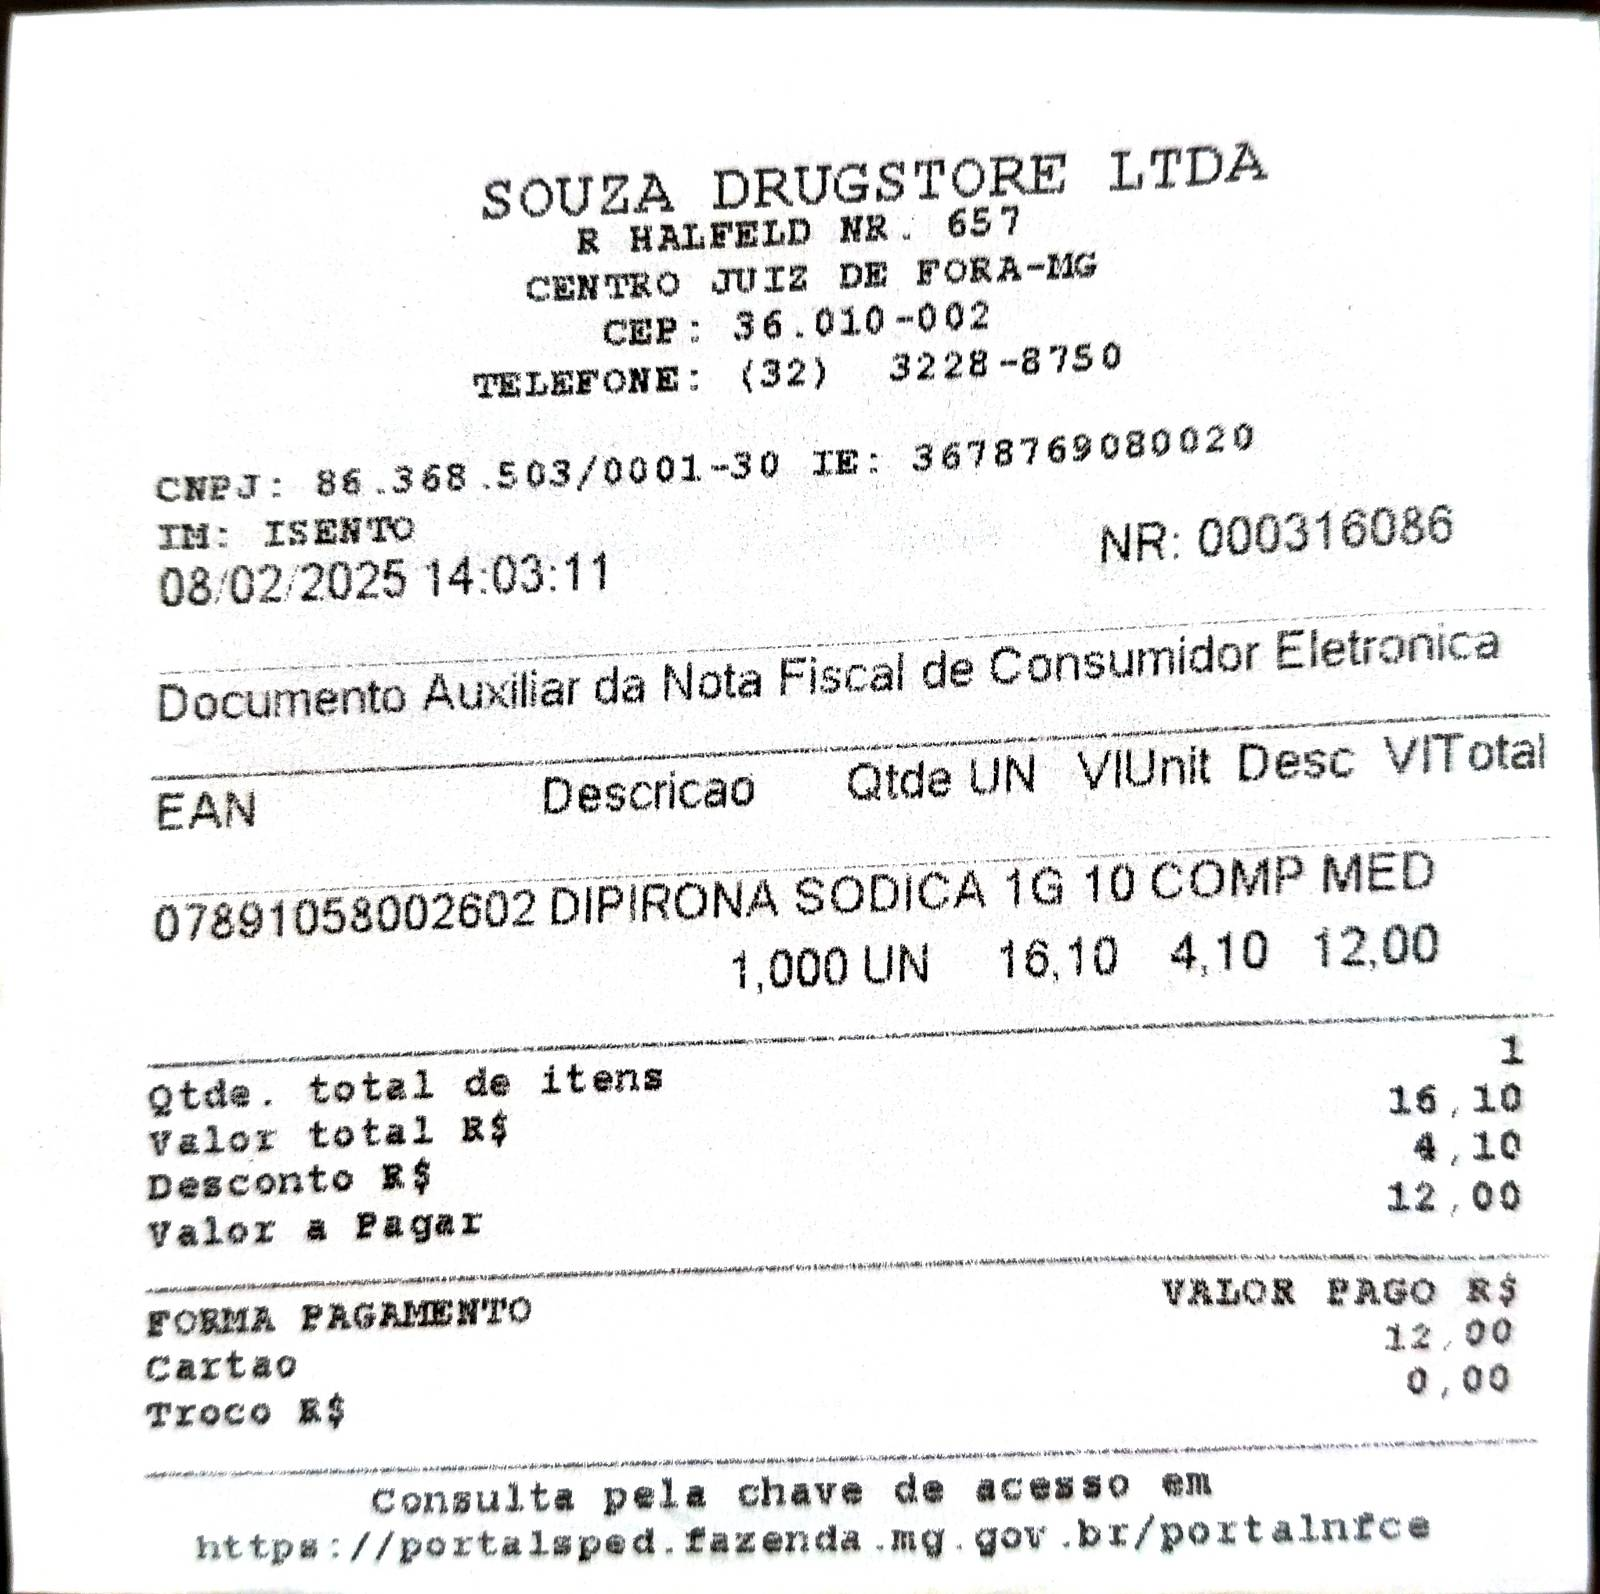 SOUZA DRUGSTORE LTDA
R HALFELD NR. 657
CENTRO JUIZ DE FORA-MG
CEP: 36.010-002
TELEFONE: (32) 3228-8750
CNPJ: 86.368.503/0001-30 IE: 3678769080020
IM: ISENTO
08/02/2025 14:03:11 NR: 000316086
Documento Auxiliar da Nota Fiscal de Consumidor Eletronica
EAN Descricao Qtde UN VlUnit Desc VlTotal
07891058002602 DIPIRONA SODICA 1G 10 COMP MED
1,000 UN 16,10 4,10 12,00
Qtde. total de itens 1
Valor total R$ 16,10
Desconto R$ 4,10
Valor a Pagar 12,00
FORMA PAGAMENTO VALOR PAGO R$
Cartao 12,00
Troco R$ 0,00
Consulta pela chave de acesso em
https://portalsped.fazenda.mg.gov.br/portalnfce